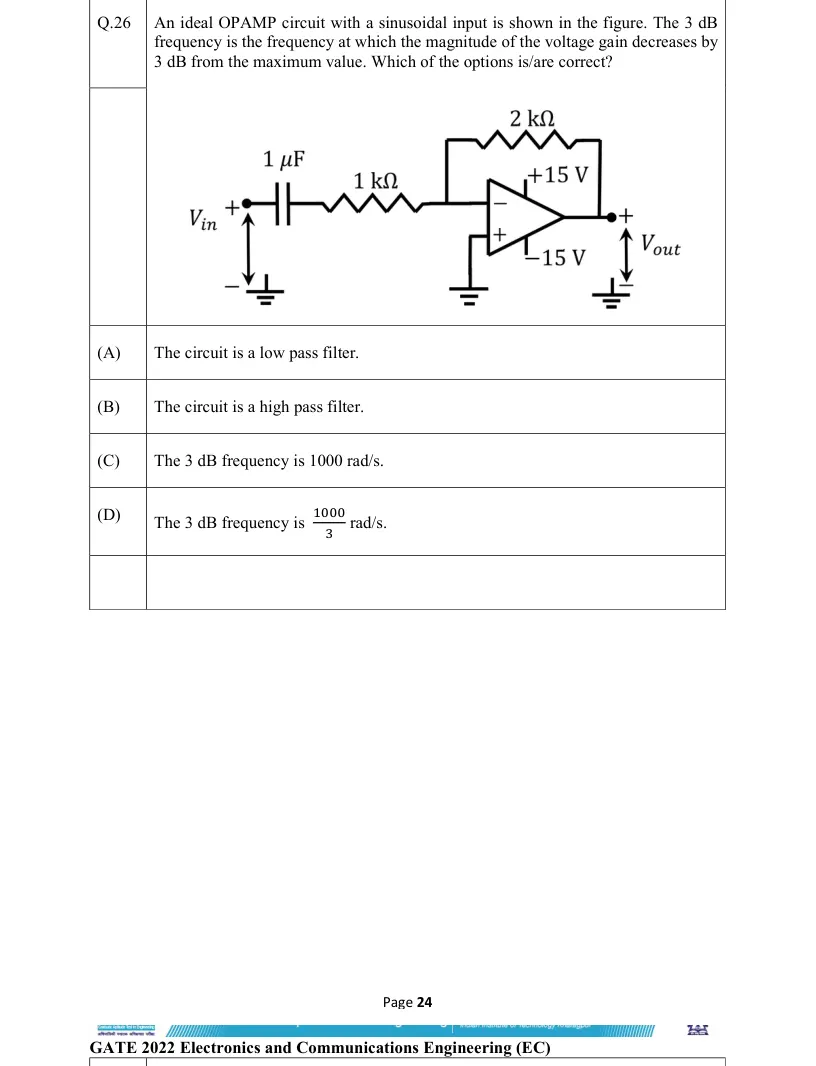 Q.26
An ideal OPAMP circuit with a sinusoidal input is shown in the figure. The 3 dB
frequency is the frequency at which the magnitude of the voltage gain decreases by
3 dB from the maximum value. Which of the options is/are correct?
2 kΩ
1 μF
1 kΩ
+15 V
V_in
+
−
−
+
−15 V
+
V_out
−
(A) The circuit is a low pass filter.
(B) The circuit is a high pass filter.
(C) The 3 dB frequency is 1000 rad/s.
(D) The 3 dB frequency is 1000/3 rad/s.
Page 24
GATE 2022 Electronics and Communications Engineering (EC)